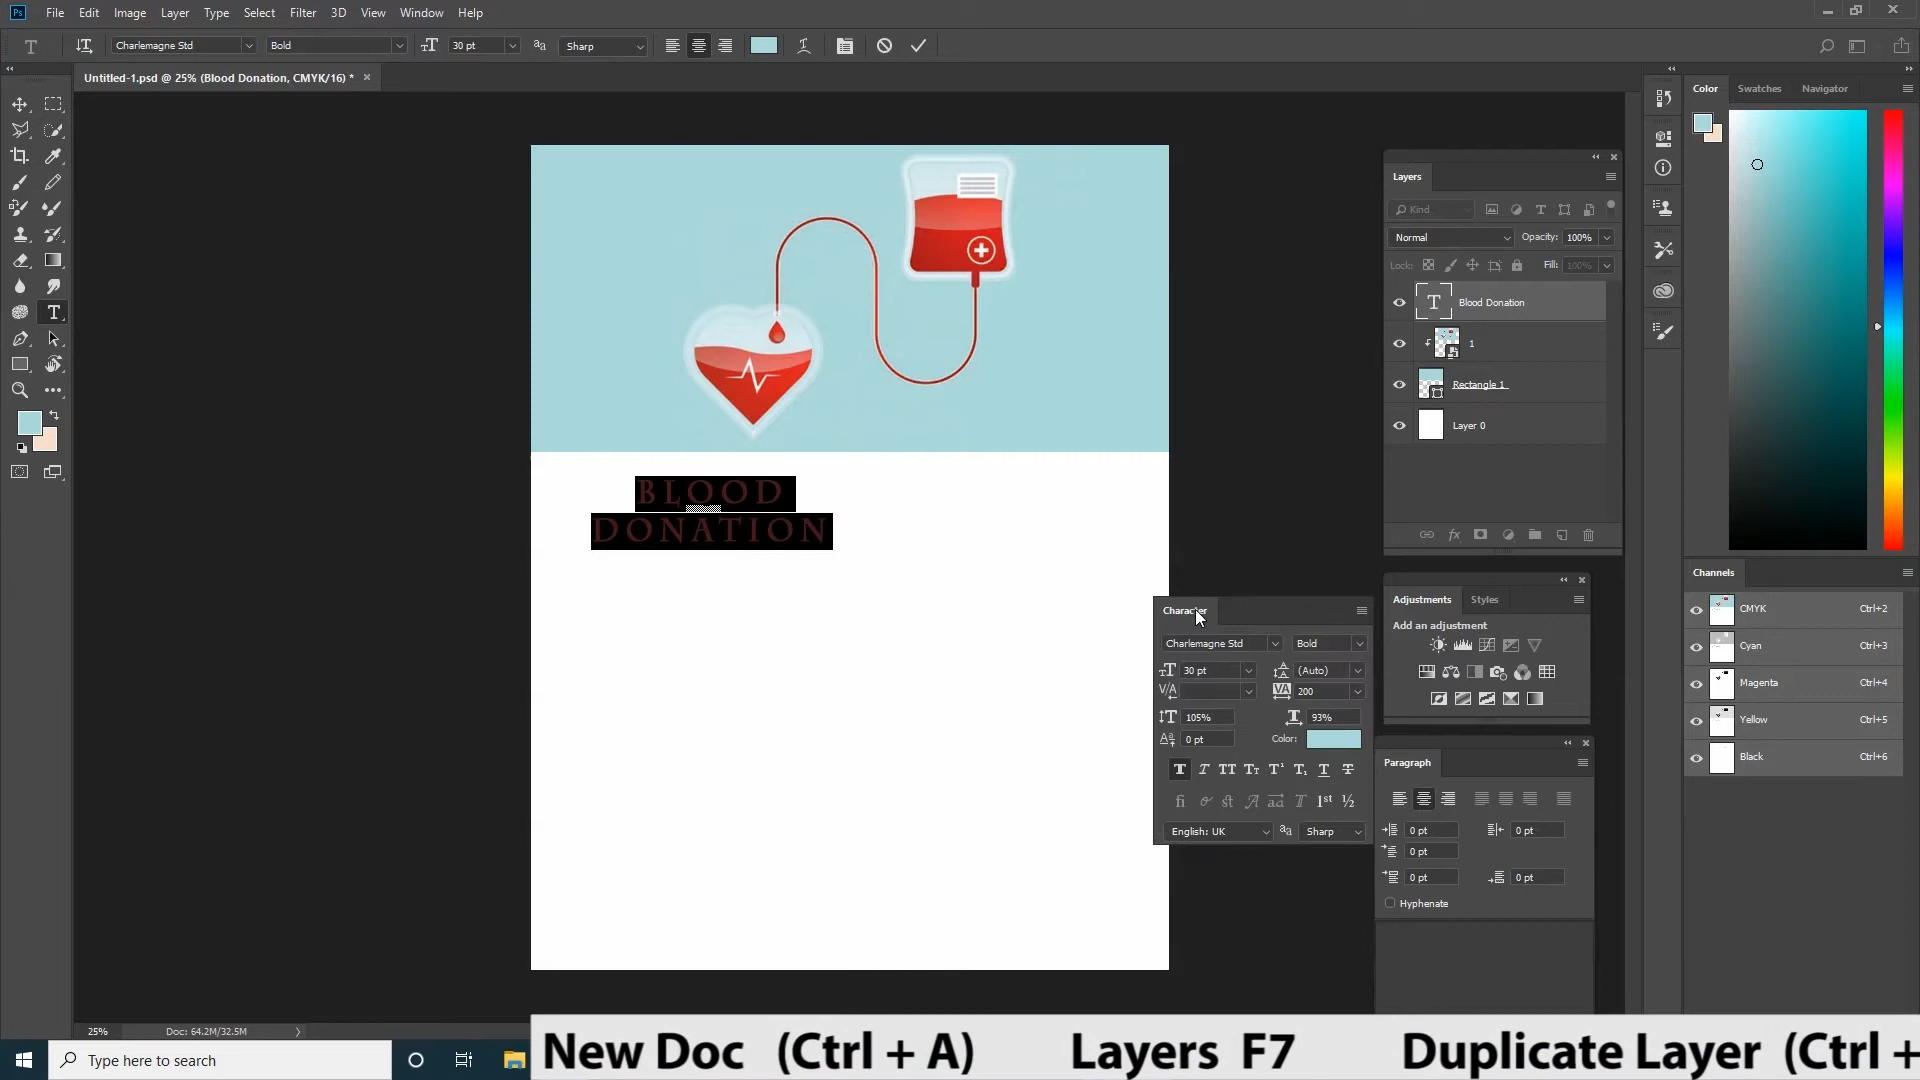 Ps File Edit Image Layer Type Select Filter 3D View Window Help
Charlemagne Std Bold 30 pt Sharp
Untitled-1.psd @ 25% (Blood Donation, CMYK/16) *
Color Swatches Navigator
Layers
Kind
Normal Opacity: 100%
Lock: Fill: 100%
Blood Donation
1
Rectangle 1
Layer 0
BLOOD
DONATION
Channels
CMYK Ctrl+2
Cyan Ctrl+3
Magenta Ctrl+4
Yellow Ctrl+5
Black Ctrl+6
Character
Charlemagne Std Bold
30 pt (Auto)
200
105% 93%
0 pt Color:
English: UK Sharp
Adjustments Styles
Add an adjustment
Paragraph
0 pt 0 pt
0 pt
0 pt 0 pt
Hyphenate
25% Doc: 64.2M/32.5M
Type here to search
New Doc (Ctrl + A) Layers F7 Duplicate Layer (Ctrl +